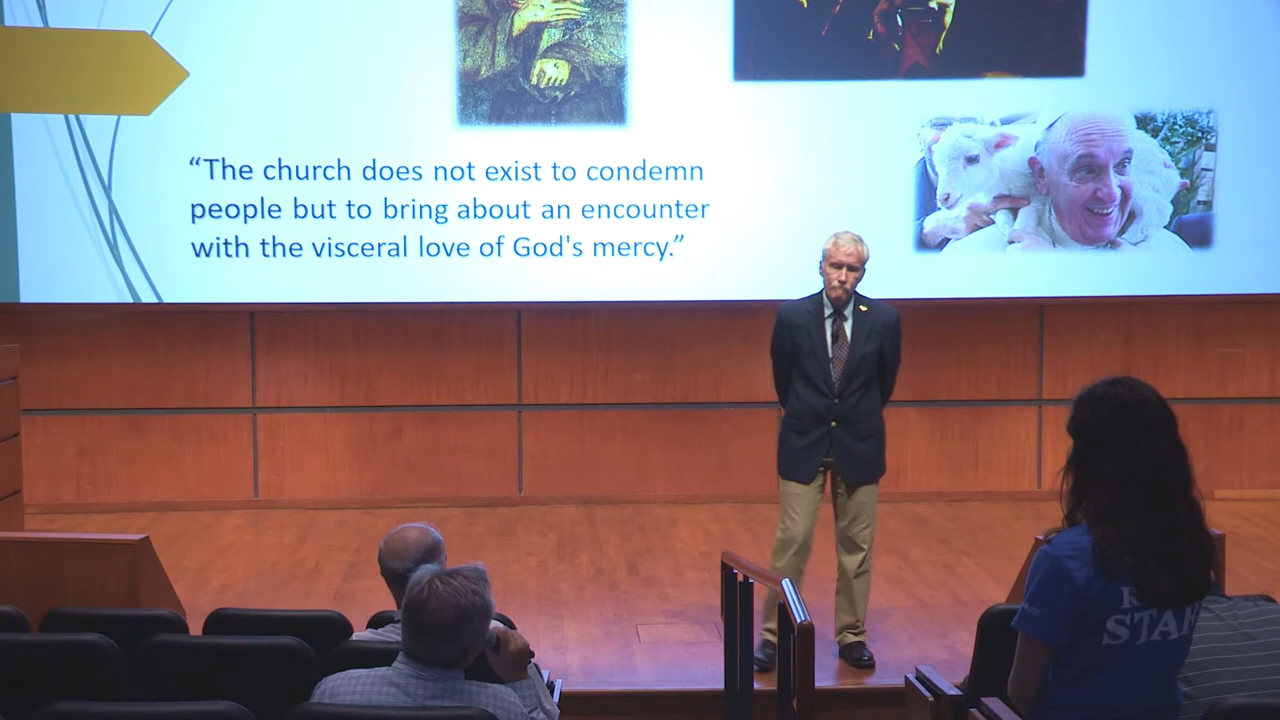 “The church does not exist to condemn
people but to bring about an encounter
with the visceral love of God's mercy.”
STAF